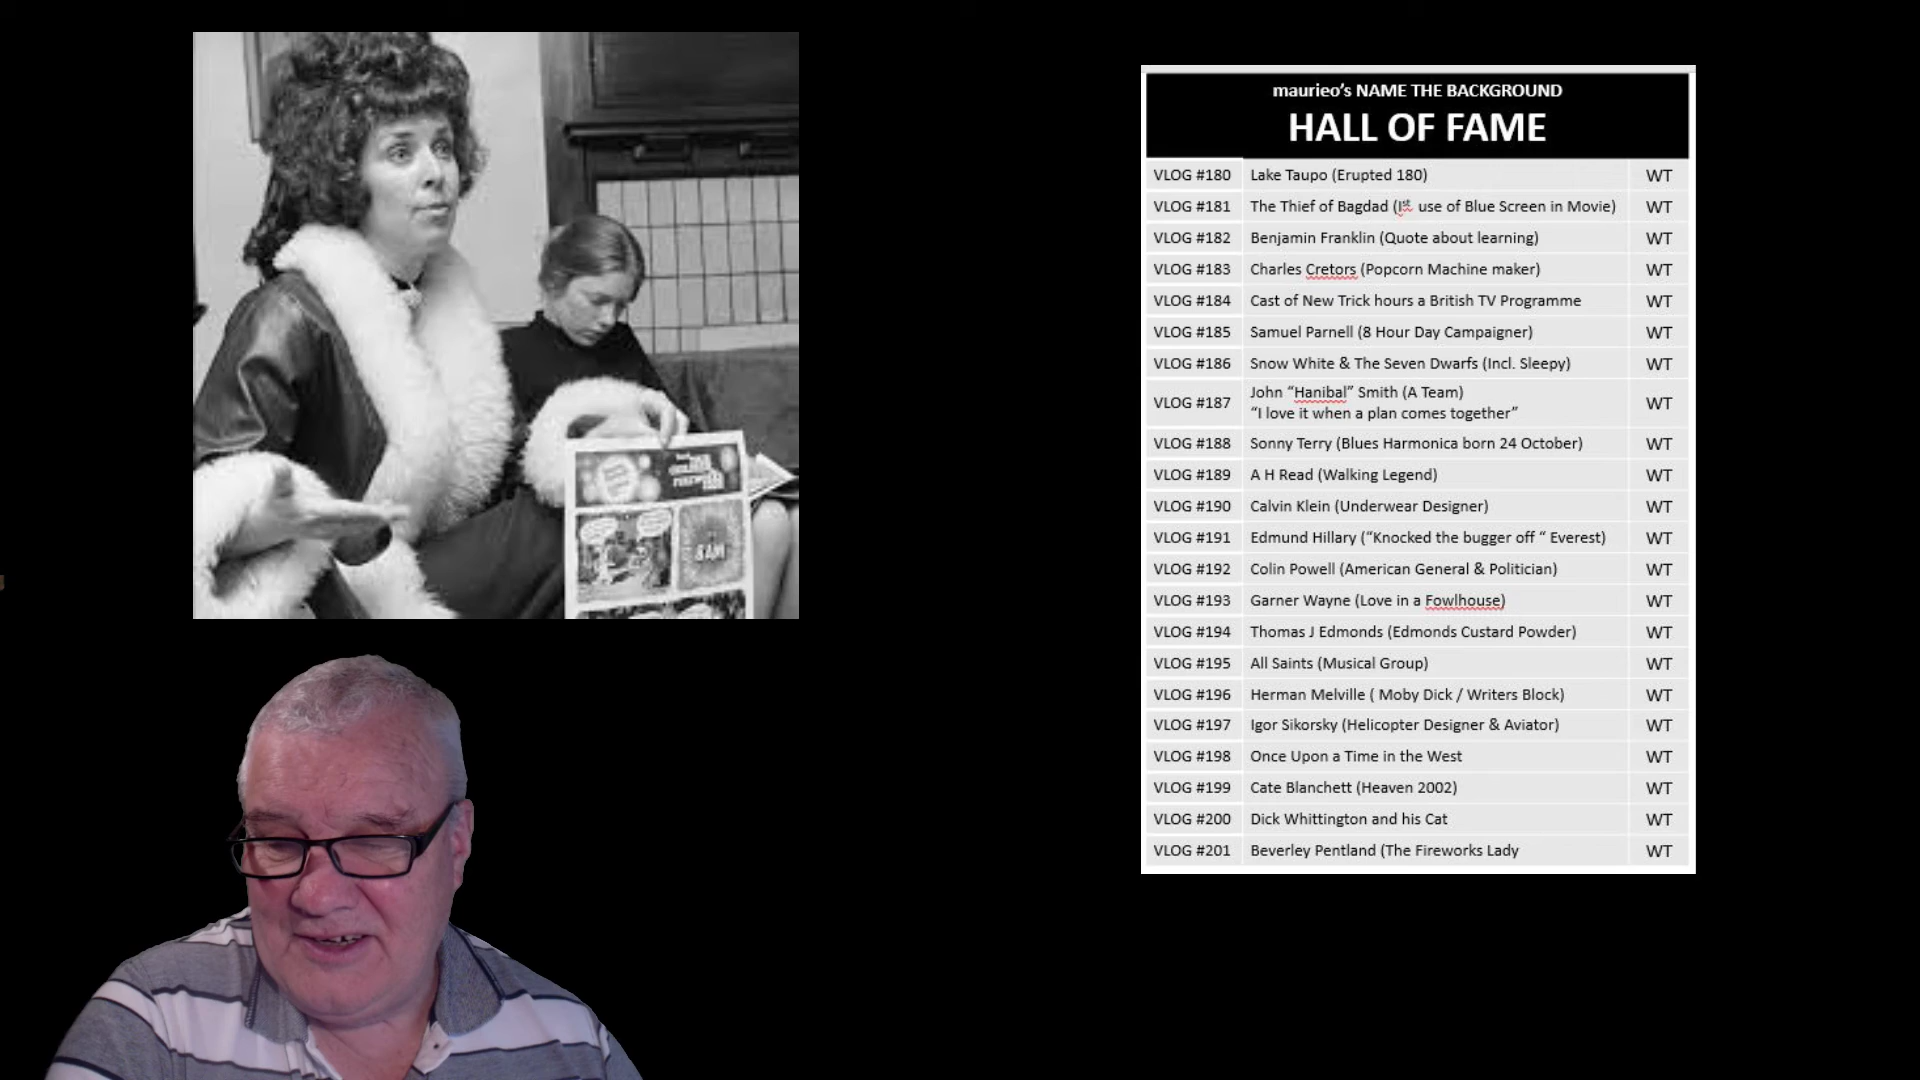 8 AM
maurieo's NAME THE BACKGROUND
HALL OF FAME
VLOG #180 Lake Taupo (Erupted 180) WT
VLOG #181 The Thief of Bagdad (Ist use of Blue Screen in Movie) WT
VLOG #182 Benjamin Franklin (Quote about learning) WT
VLOG #183 Charles Cretors (Popcorn Machine maker) WT
VLOG #184 Cast of New Trick hours a British TV Programme WT
VLOG #185 Samuel Parnell (8 Hour Day Campaigner) WT
VLOG #186 Snow White & The Seven Dwarfs (Incl. Sleepy) WT
VLOG #187 John “Hanibal” Smith (A Team) WT
“I love it when a plan comes together”
VLOG #188 Sonny Terry (Blues Harmonica born 24 October) WT
VLOG #189 A H Read (Walking Legend) WT
VLOG #190 Calvin Klein (Underwear Designer) WT
VLOG #191 Edmund Hillary (“Knocked the bugger off “ Everest) WT
VLOG #192 Colin Powell (American General & Politician) WT
VLOG #193 Garner Wayne (Love in a Fowlhouse) WT
VLOG #194 Thomas J Edmonds (Edmonds Custard Powder) WT
VLOG #195 All Saints (Musical Group) WT
VLOG #196 Herman Melville ( Moby Dick / Writers Block) WT
VLOG #197 Igor Sikorsky (Helicopter Designer & Aviator) WT
VLOG #198 Once Upon a Time in the West WT
VLOG #199 Cate Blanchett (Heaven 2002) WT
VLOG #200 Dick Whittington and his Cat WT
VLOG #201 Beverley Pentland (The Fireworks Lady WT